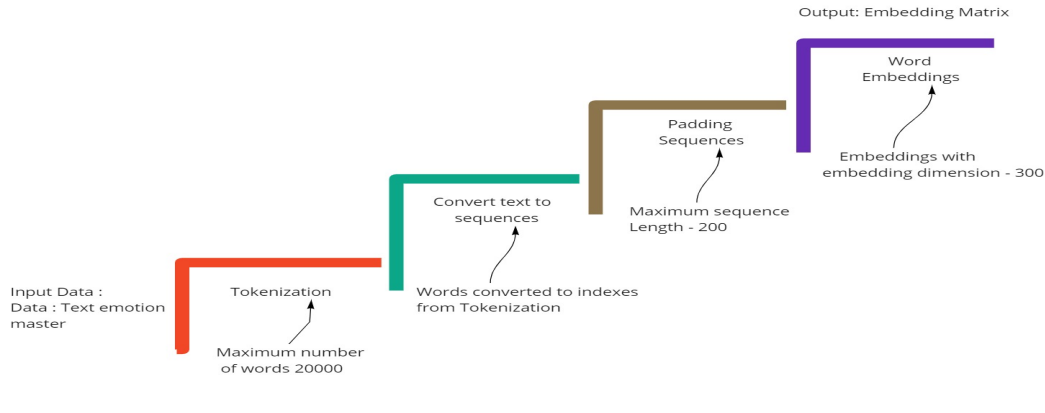 Output: Embedding Matrix
Word
Embeddings
Embeddings with
embedding dimension - 300
Padding
Sequences
Maximum sequence
Length - 200
Convert text to
sequences
Words converted to indexes
from Tokenization
Input Data :
Data : Text emotion
master
Tokenization
Maximum number
of words 20000